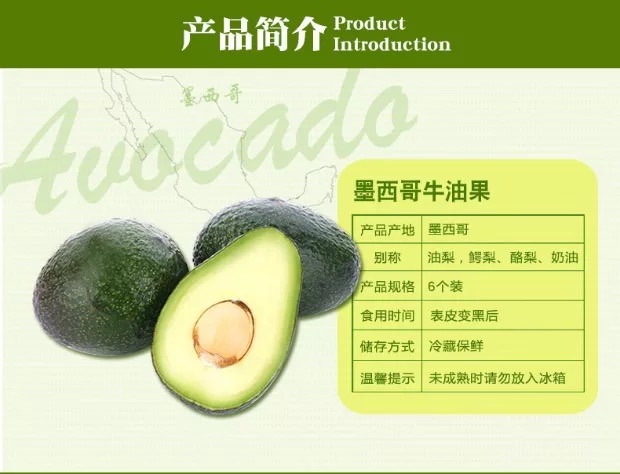 产品简介 Product
Introduction
墨西哥
Avocado
墨西哥牛油果
产品产地 墨西哥
别称 油梨，鳄梨、酪梨、奶油
产品规格 6个装
食用时间 表皮变黑后
储存方式 冷藏保鲜
温馨提示 未成熟时请勿放入冰箱